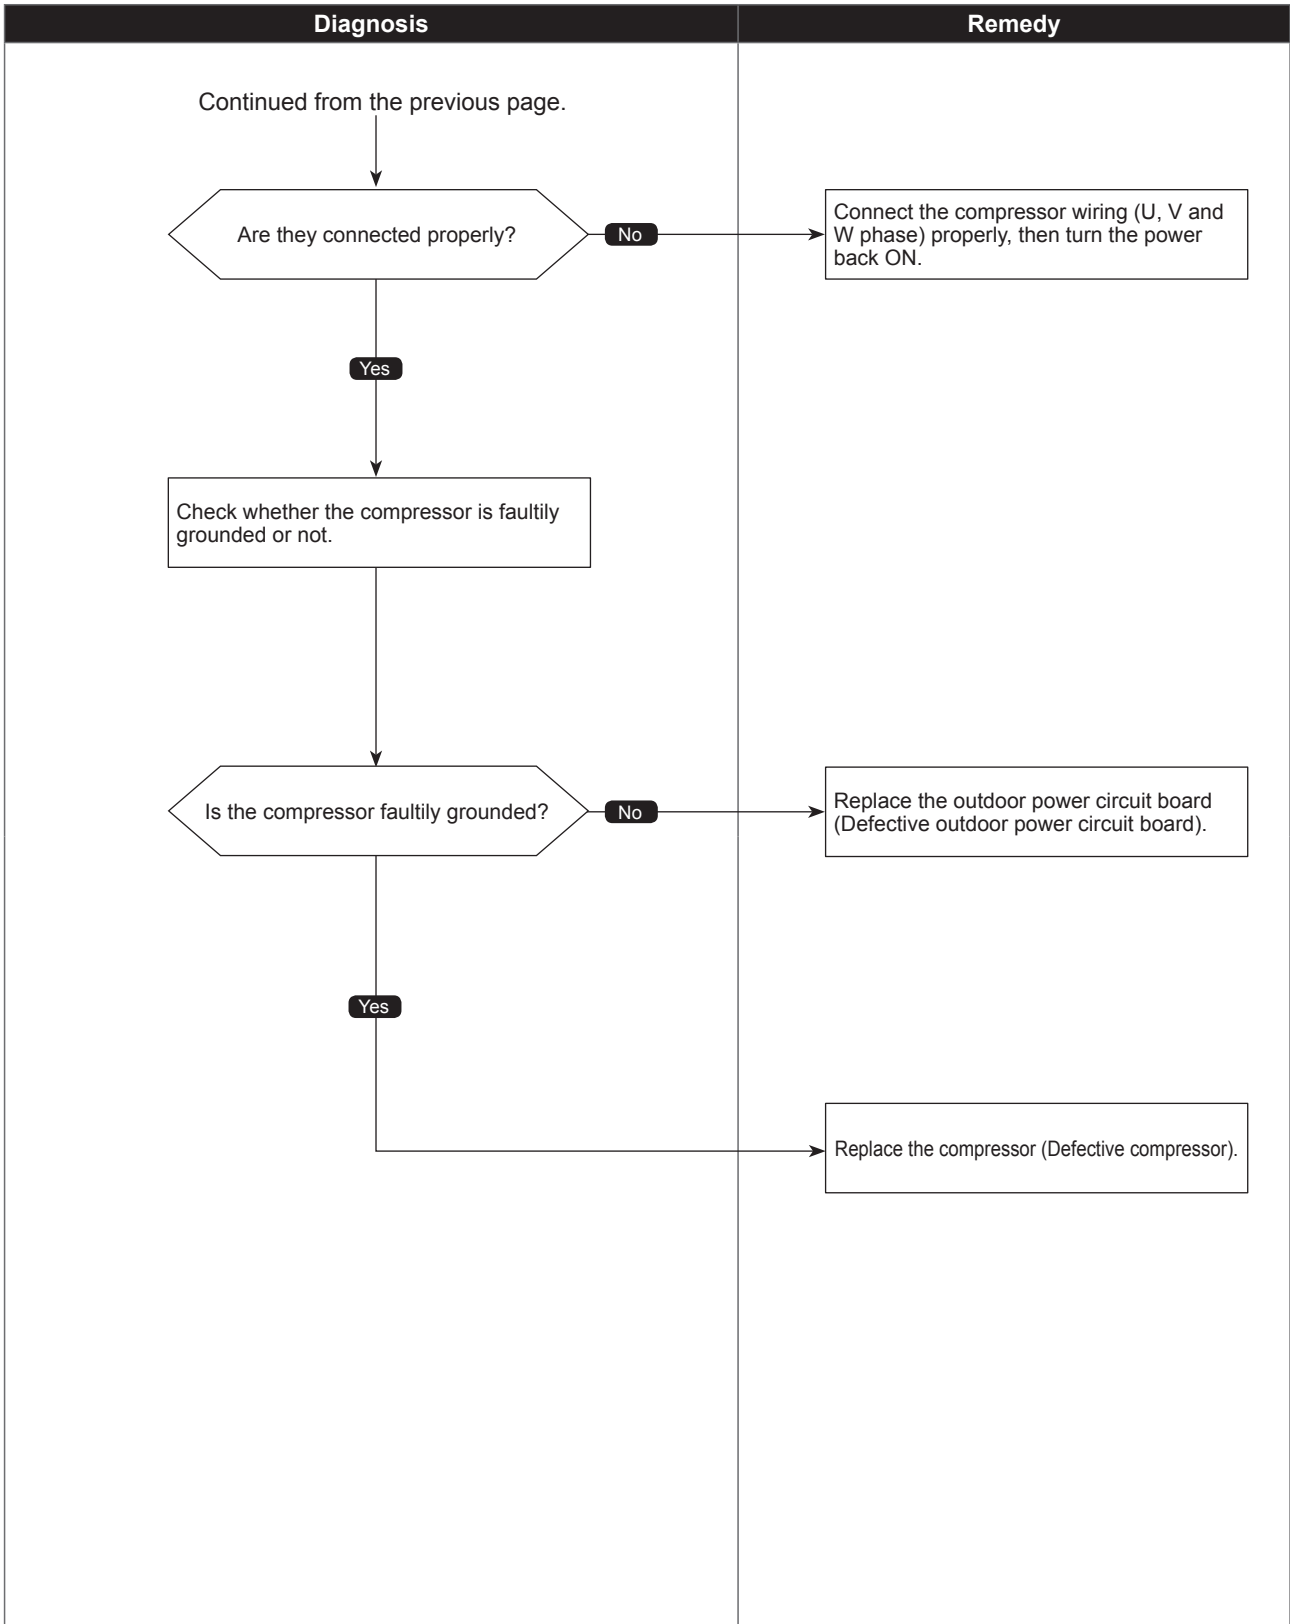 Diagnosis
Remedy
Continued from the previous page.
Are they connected properly?
No
Connect the compressor wiring (U, V and
W phase) properly, then turn the power
back ON.
Yes
Check whether the compressor is faultily
grounded or not.
Is the compressor faultily grounded?
No
Replace the outdoor power circuit board
(Defective outdoor power circuit board).
Yes
Replace the compressor (Defective compressor).